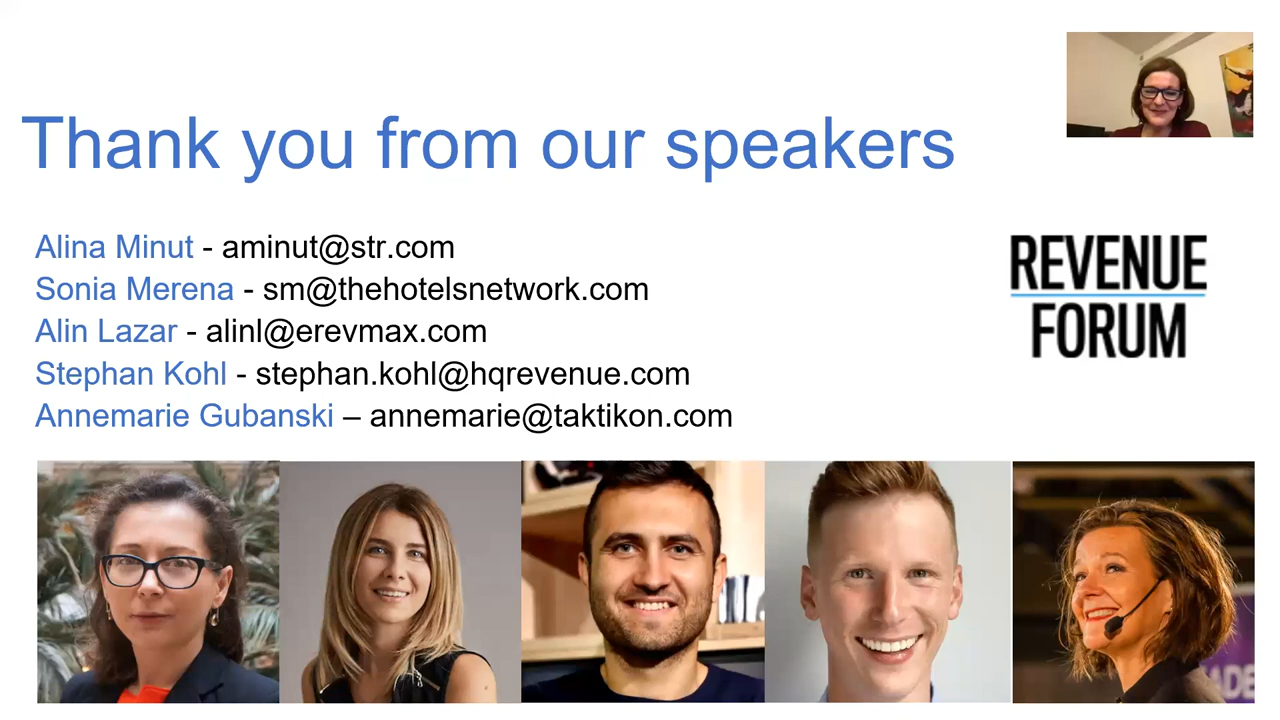 Thank you from our speakers
Alina Minut - aminut@str.com
Sonia Merena - sm@thehotelsnetwork.com
Alin Lazar - alinl@erevmax.com
Stephan Kohl - stephan.kohl@hqrevenue.com
Annemarie Gubanski – annemarie@taktikon.com
REVENUE
FORUM
ADE